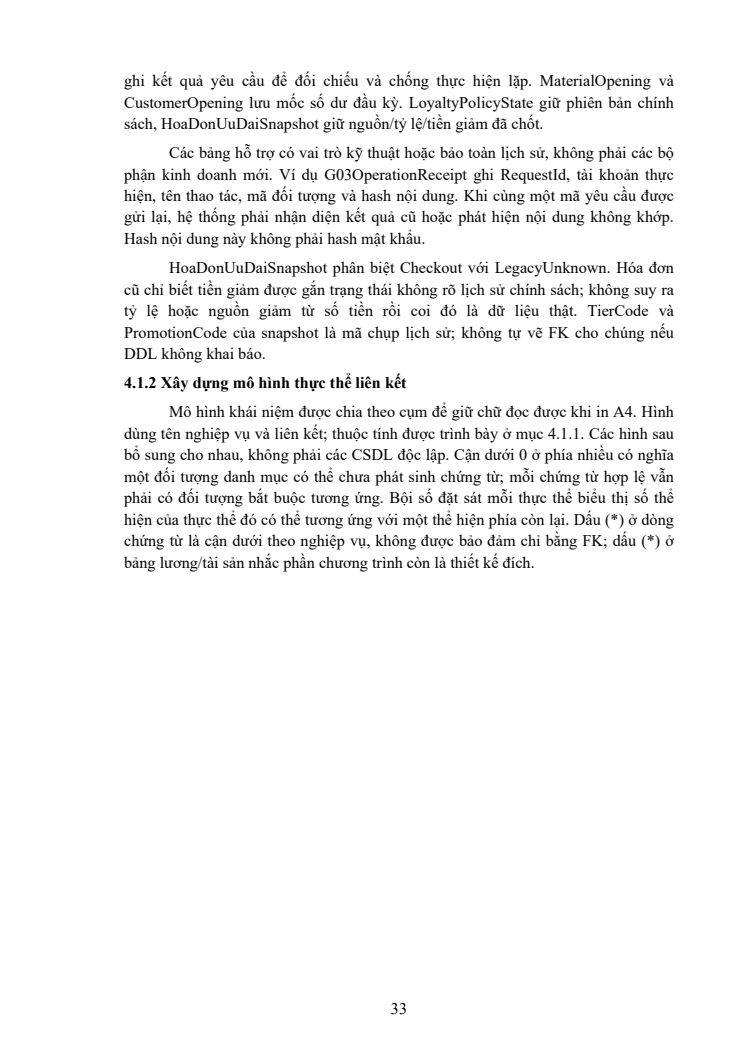 ghi kết quả yêu cầu để đối chiếu và chống thực hiện lặp. MaterialOpening và
CustomerOpening lưu mốc số dư đầu kỳ. LoyaltyPolicyState giữ phiên bản chính
sách, HoaDonUuDaiSnapshot giữ nguồn/tỷ lệ/tiền giảm đã chốt.
Các bảng hỗ trợ có vai trò kỹ thuật hoặc bảo toàn lịch sử, không phải các bộ
phận kinh doanh mới. Ví dụ G03OperationReceipt ghi RequestId, tài khoản thực
hiện, tên thao tác, mã đối tượng và hash nội dung. Khi cùng một mã yêu cầu được
gửi lại, hệ thống phải nhận diện kết quả cũ hoặc phát hiện nội dung không khớp.
Hash nội dung này không phải hash mật khẩu.
HoaDonUuDaiSnapshot phân biệt Checkout với LegacyUnknown. Hóa đơn
cũ chỉ biết tiền giảm được gắn trạng thái không rõ lịch sử chính sách; không suy ra
tỷ lệ hoặc nguồn giảm từ số tiền rồi coi đó là dữ liệu thật. TierCode và
PromotionCode của snapshot là mã chụp lịch sử; không tự vẽ FK cho chúng nếu
DDL không khai báo.
4.1.2 Xây dựng mô hình thực thể liên kết
Mô hình khái niệm được chia theo cụm để giữ chữ đọc được khi in A4. Hình
dùng tên nghiệp vụ và liên kết; thuộc tính được trình bày ở mục 4.1.1. Các hình sau
bổ sung cho nhau, không phải các CSDL độc lập. Cận dưới 0 ở phía nhiều có nghĩa
một đối tượng danh mục có thể chưa phát sinh chứng từ; mỗi chứng từ hợp lệ vẫn
phải có đối tượng bắt buộc tương ứng. Bội số đặt sát mỗi thực thể biểu thị số thể
hiện của thực thể đó có thể tương ứng với một thể hiện phía còn lại. Dấu (*) ở dòng
chứng từ là cận dưới theo nghiệp vụ, không được bảo đảm chỉ bằng FK; dấu (*) ở
bảng lương/tài sản nhắc phần chương trình còn là thiết kế đích.
33